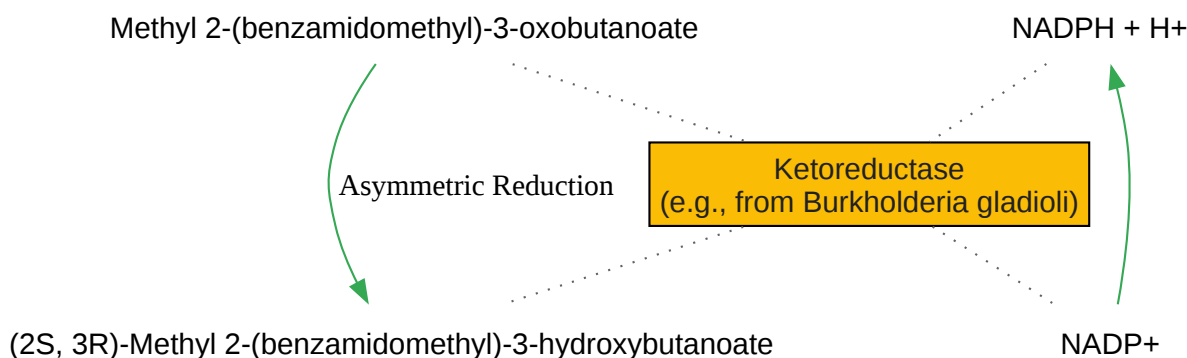 Methyl 2-(benzamidomethyl)-3-oxobutanoate
NADPH + H+
Asymmetric Reduction
Ketoreductase
(e.g., from Burkholderia gladioli)
(2S, 3R)-Methyl 2-(benzamidomethyl)-3-hydroxybutanoate
NADP+